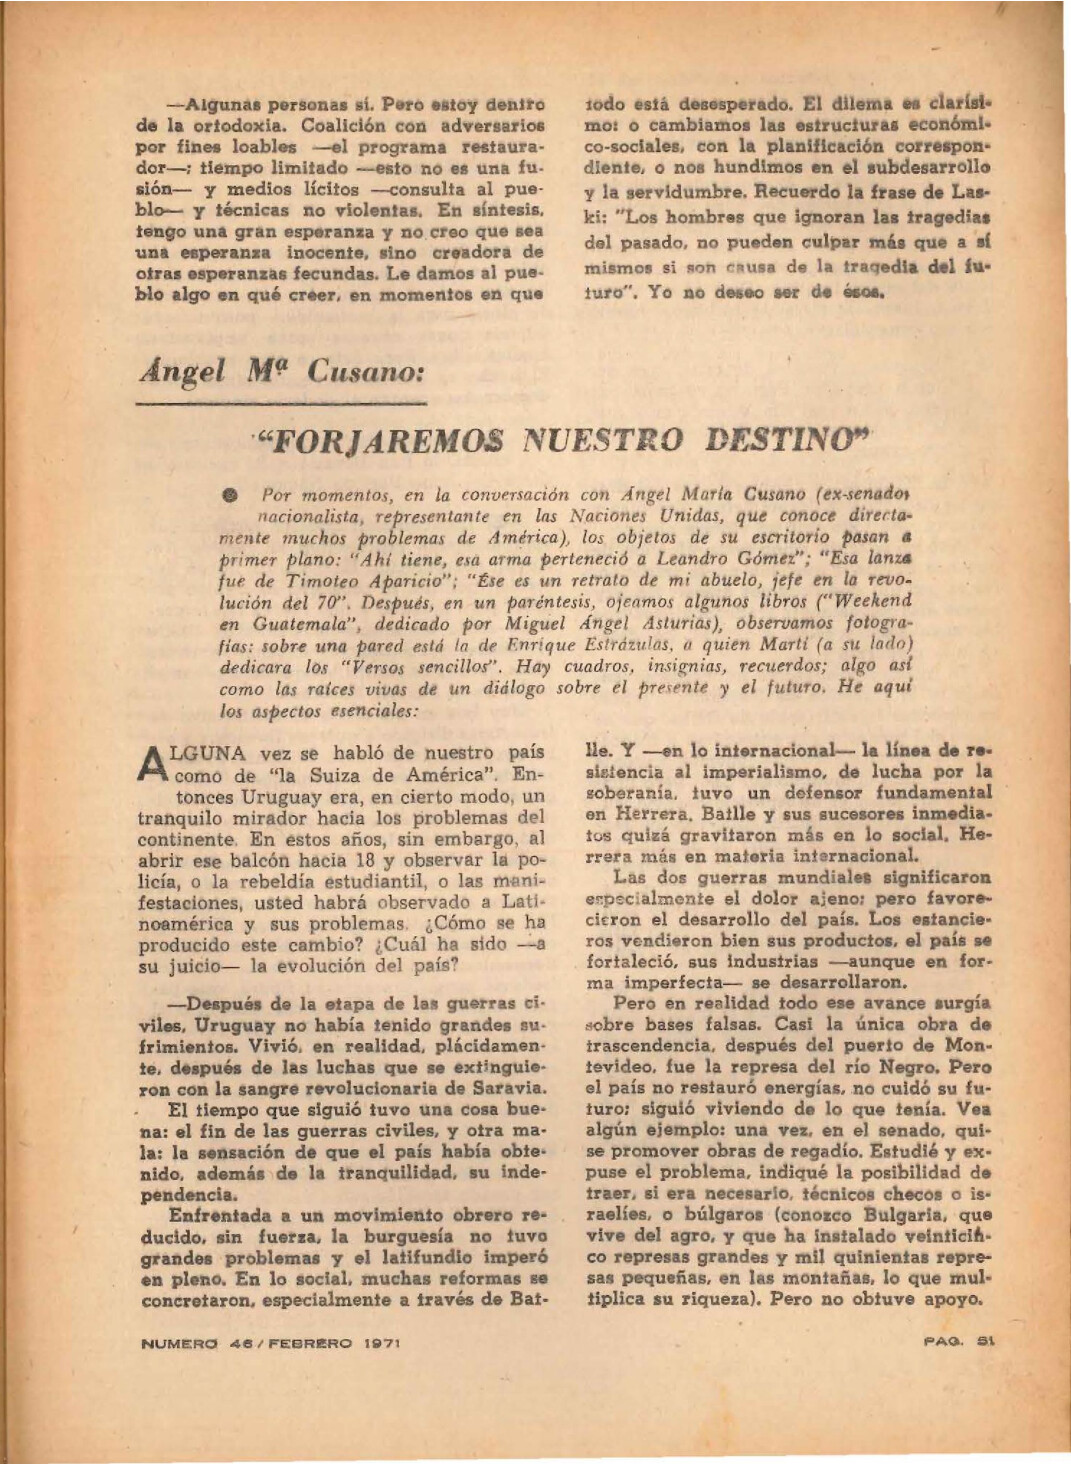 —Algunas personas sí. Pero estoy dentro
de la ortodoxia. Coalición con adversarios
por fines loables —el programa restaura-
dor—; tiempo limitado —esto no es una fu-
sión— y medios lícitos —consulta al pue-
blo— y técnicas no violentas. En síntesis,
tengo una gran esperanza y no creo que sea
una esperanza inocente, sino creadora de
otras esperanzas fecundas. Le damos al pue-
blo algo en qué creer, en momentos en que
todo está desesperado. El dilema es clarísi-
mo: o cambiamos las estructuras económi-
co-sociales, con la planificación correspon-
diente, o nos hundimos en el subdesarrollo
y la servidumbre. Recuerdo la frase de Las-
ki: "Los hombres que ignoran las tragedias
del pasado, no pueden culpar más que a sí
mismos si son causa de la tragedia del fu-
turo". Yo no deseo ser de ésos.
Ángel Mª Cusano:
"FORJAREMOS NUESTRO DESTINO"
● Por momentos, en la conversación con Ángel María Cusano (ex-senador
nacionalista, representante en las Naciones Unidas, que conoce directa-
mente muchos problemas de América), los objetos de su escritorio pasan a
primer plano: "Ahí tiene, esa arma perteneció a Leandro Gómez"; "Esa lanza
fue de Timoteo Aparicio"; "Ése es un retrato de mi abuelo, jefe en la revo-
lución del 70". Después, en un paréntesis, ojeamos algunos libros ("Weekend
en Guatemala", dedicado por Miguel Ángel Asturias), observamos fotogra-
fías: sobre una pared está la de Enrique Estrázulas, a quien Martí (a su lado)
dedicara los "Versos sencillos". Hay cuadros, insignias, recuerdos; algo así
como las raíces vivas de un diálogo sobre el presente y el futuro. He aquí
los aspectos esenciales:
ALGUNA vez se habló de nuestro país
como de "la Suiza de América". En-
tonces Uruguay era, en cierto modo, un
tranquilo mirador hacia los problemas del
continente. En estos años, sin embargo, al
abrir ese balcón hacia 18 y observar la po-
licía, o la rebeldía estudiantil, o las mani-
festaciones, usted habrá observado a Lati-
noamérica y sus problemas. ¿Cómo se ha
producido este cambio? ¿Cuál ha sido —a
su juicio— la evolución del país?
—Después de la etapa de las guerras ci-
viles, Uruguay no había tenido grandes su-
frimientos. Vivió, en realidad, plácidamen-
te, después de las luchas que se extinguie-
ron con la sangre revolucionaria de Saravia.
El tiempo que siguió tuvo una cosa bue-
na: el fin de las guerras civiles, y otra ma-
la: la sensación de que el país había obte-
nido, además de la tranquilidad, su inde-
pendencia.
Enfrentada a un movimiento obrero re-
ducido, sin fuerza, la burguesía no tuvo
grandes problemas y el latifundio imperó
en pleno. En lo social, muchas reformas se
concretaron, especialmente a través de Bat-
lle. Y —en lo internacional— la línea de re-
sistencia al imperialismo, de lucha por la
soberanía, tuvo un defensor fundamental
en Herrera. Batlle y sus sucesores inmedia-
tos quizá gravitaron más en lo social. He-
rrera más en materia internacional.
Las dos guerras mundiales significaron
especialmente el dolor ajeno; pero favore-
cieron el desarrollo del país. Los estancie-
ros vendieron bien sus productos, el país se
fortaleció, sus industrias —aunque en for-
ma imperfecta— se desarrollaron.
Pero en realidad todo ese avance surgía
sobre bases falsas. Casi la única obra de
trascendencia, después del puerto de Mon-
tevideo, fue la represa del río Negro. Pero
el país no restauró energías, no cuidó su fu-
turo; siguió viviendo de lo que tenía. Vea
algún ejemplo: una vez, en el senado, qui-
se promover obras de regadío. Estudié y ex-
puse el problema, indiqué la posibilidad de
traer, si era necesario, técnicos checos o is-
raelíes, o búlgaros (conozco Bulgaria, que
vive del agro, y que ha instalado veinticin-
co represas grandes y mil quinientas repre-
sas pequeñas, en las montañas, lo que mul-
tiplica su riqueza). Pero no obtuve apoyo.
NUMERO 46 / FEBRERO 1971
PAG. 51